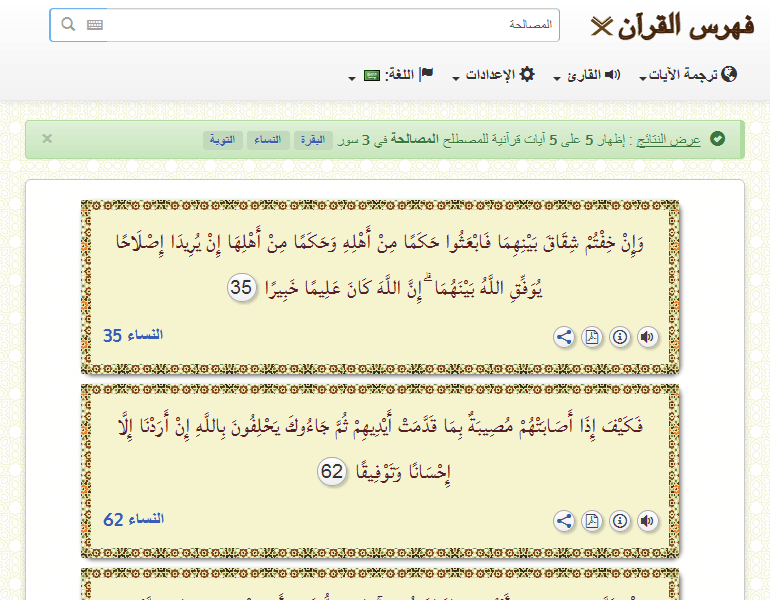 فهرس القرآن
المصالحة
ترجمة الآيات
القارئ
الإعدادات
اللغة:
عرض النتائج : إظهار 5 على 5 آيات قرآنية للمصطلح المصالحة في 3 سور البقرة النساء التوبة
×
وَإِنْ خِفْتُمْ شِقَاقَ بَيْنِهِمَا فَابْعَثُوا حَكَمًا مِنْ أَهْلِهِ وَحَكَمًا مِنْ أَهْلِهَا إِنْ يُرِيدَا إِصْلَاحًا
يُوَفِّقِ اللَّهُ بَيْنَهُمَا ۗ إِنَّ اللَّهَ كَانَ عَلِيمًا خَبِيرًا 35
النساء 35
فَكَيْفَ إِذَا أَصَابَتْهُمْ مُصِيبَةٌ بِمَا قَدَّمَتْ أَيْدِيهِمْ ثُمَّ جَاءُوكَ يَحْلِفُونَ بِاللَّهِ إِنْ أَرَدْنَا إِلَّا
إِحْسَانًا وَتَوْفِيقًا 62
النساء 62